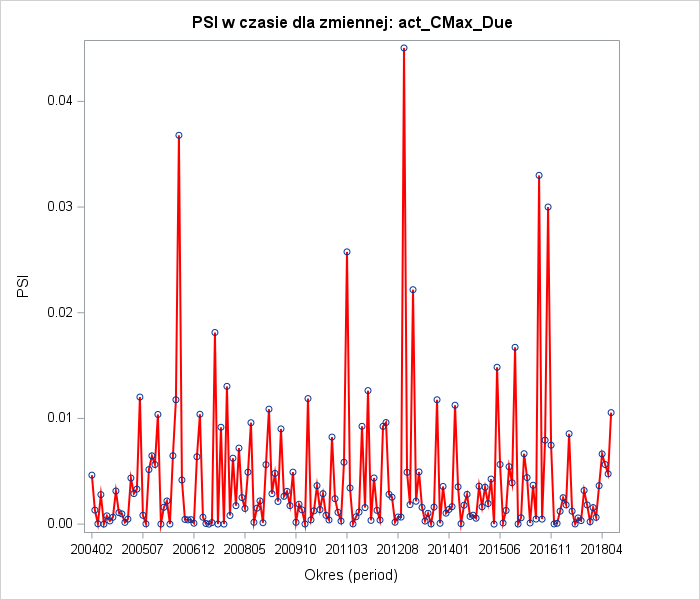 PSI w czasie dla zmiennej: act_CMax_Due
0.04
0.03
0.02
0.01
0.00
PSI
200402 200507 200612 200805 200910 201103 201208 201401 201506 201611 201804
Okres (period)